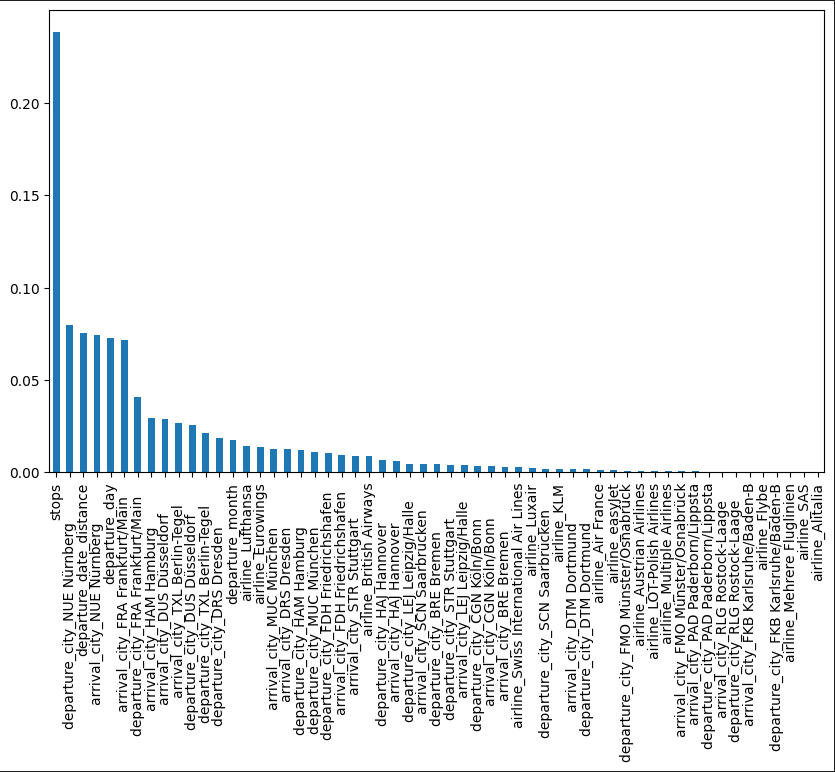 0.20
0.15
0.10
0.05
0.00
stops
departure_city_NUE Nürnberg
departure_date_distance
arrival_city_NUE Nürnberg
departure_day
arrival_city_FRA Frankfurt/Main
departure_city_FRA Frankfurt/Main
arrival_city_HAM Hamburg
arrival_city_DUS Düsseldorf
arrival_city_TXL Berlin-Tegel
departure_city_DUS Düsseldorf
departure_city_TXL Berlin-Tegel
departure_city_DRS Dresden
departure_month
airline_Lufthansa
airline_Eurowings
arrival_city_MUC München
arrival_city_DRS Dresden
departure_city_HAM Hamburg
departure_city_MUC München
departure_city_FDH Friedrichshafen
arrival_city_FDH Friedrichshafen
arrival_city_STR Stuttgart
airline_British Airways
departure_city_HAJ Hannover
arrival_city_HAJ Hannover
departure_city_LEJ Leipzig/Halle
arrival_city_SCN Saarbrücken
departure_city_BRE Bremen
departure_city_STR Stuttgart
arrival_city_LEJ Leipzig/Halle
departure_city_CGN Köln/Bonn
arrival_city_CGN Köln/Bonn
arrival_city_BRE Bremen
airline_Swiss International Air Lines
airline_Luxair
departure_city_SCN Saarbrücken
airline_KLM
arrival_city_DTM Dortmund
departure_city_DTM Dortmund
airline_Air France
airline_easyJet
departure_city_FMO Münster/Osnabrück
airline_Austrian Airlines
airline_LOT-Polish Airlines
airline_Multiple Airlines
arrival_city_FMO Münster/Osnabrück
arrival_city_PAD Paderborn/Lippsta
departure_city_PAD Paderborn/Lippsta
arrival_city_RLG Rostock-Laage
departure_city_RLG Rostock-Laage
arrival_city_FKB Karlsruhe/Baden-B
airline_Flybe
departure_city_FKB Karlsruhe/Baden-B
airline_Mehrere Fluglinien
airline_SAS
airline_Alitalia